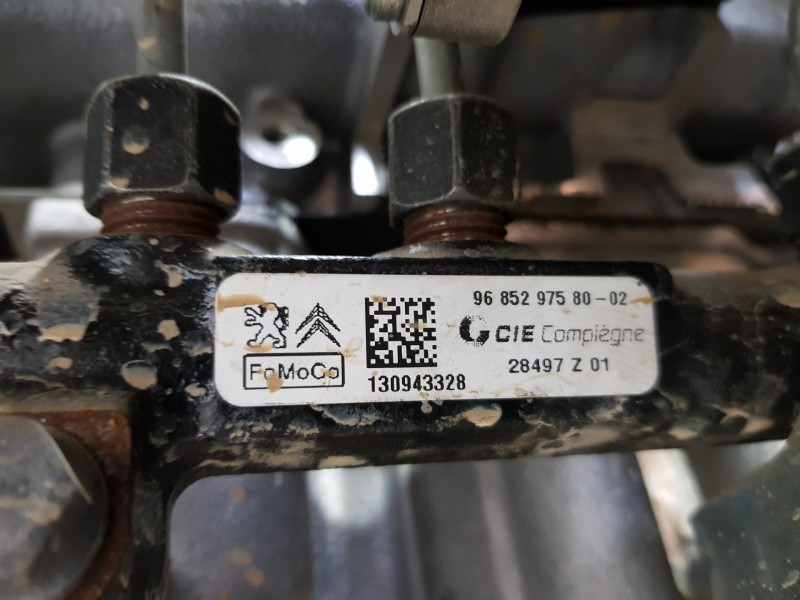 96 852 975 80-02
CIE Compiègne
FoMoCo
130943328
28497 Z 01